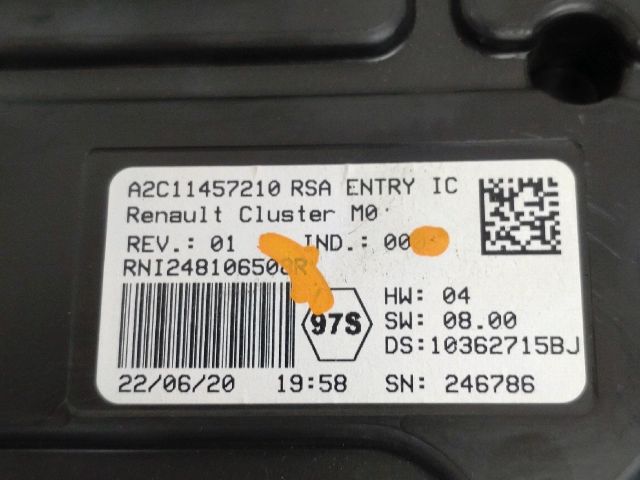 A2C11457210 RSA ENTRY IC
Renault Cluster M0
REV.: 01 IND.:
HW: 04
97S
SW: 08.00
DS:10362715BJ
22/06/20 19:58 SN: 246786